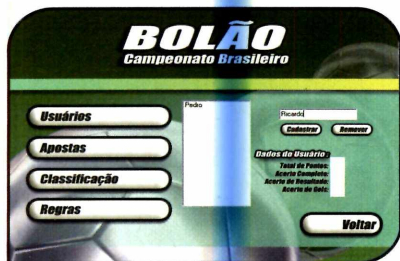 BOLÃO
Campeonato Brasileiro
Usuários
Apostas
Classificação
Regras
Pedro
Ricardo
Cadastrar
Remover
Dados do Usuário :
Total de Pontos:
Acerto Completo:
Acerto de Resultado:
Acerto de Gols:
Voltar